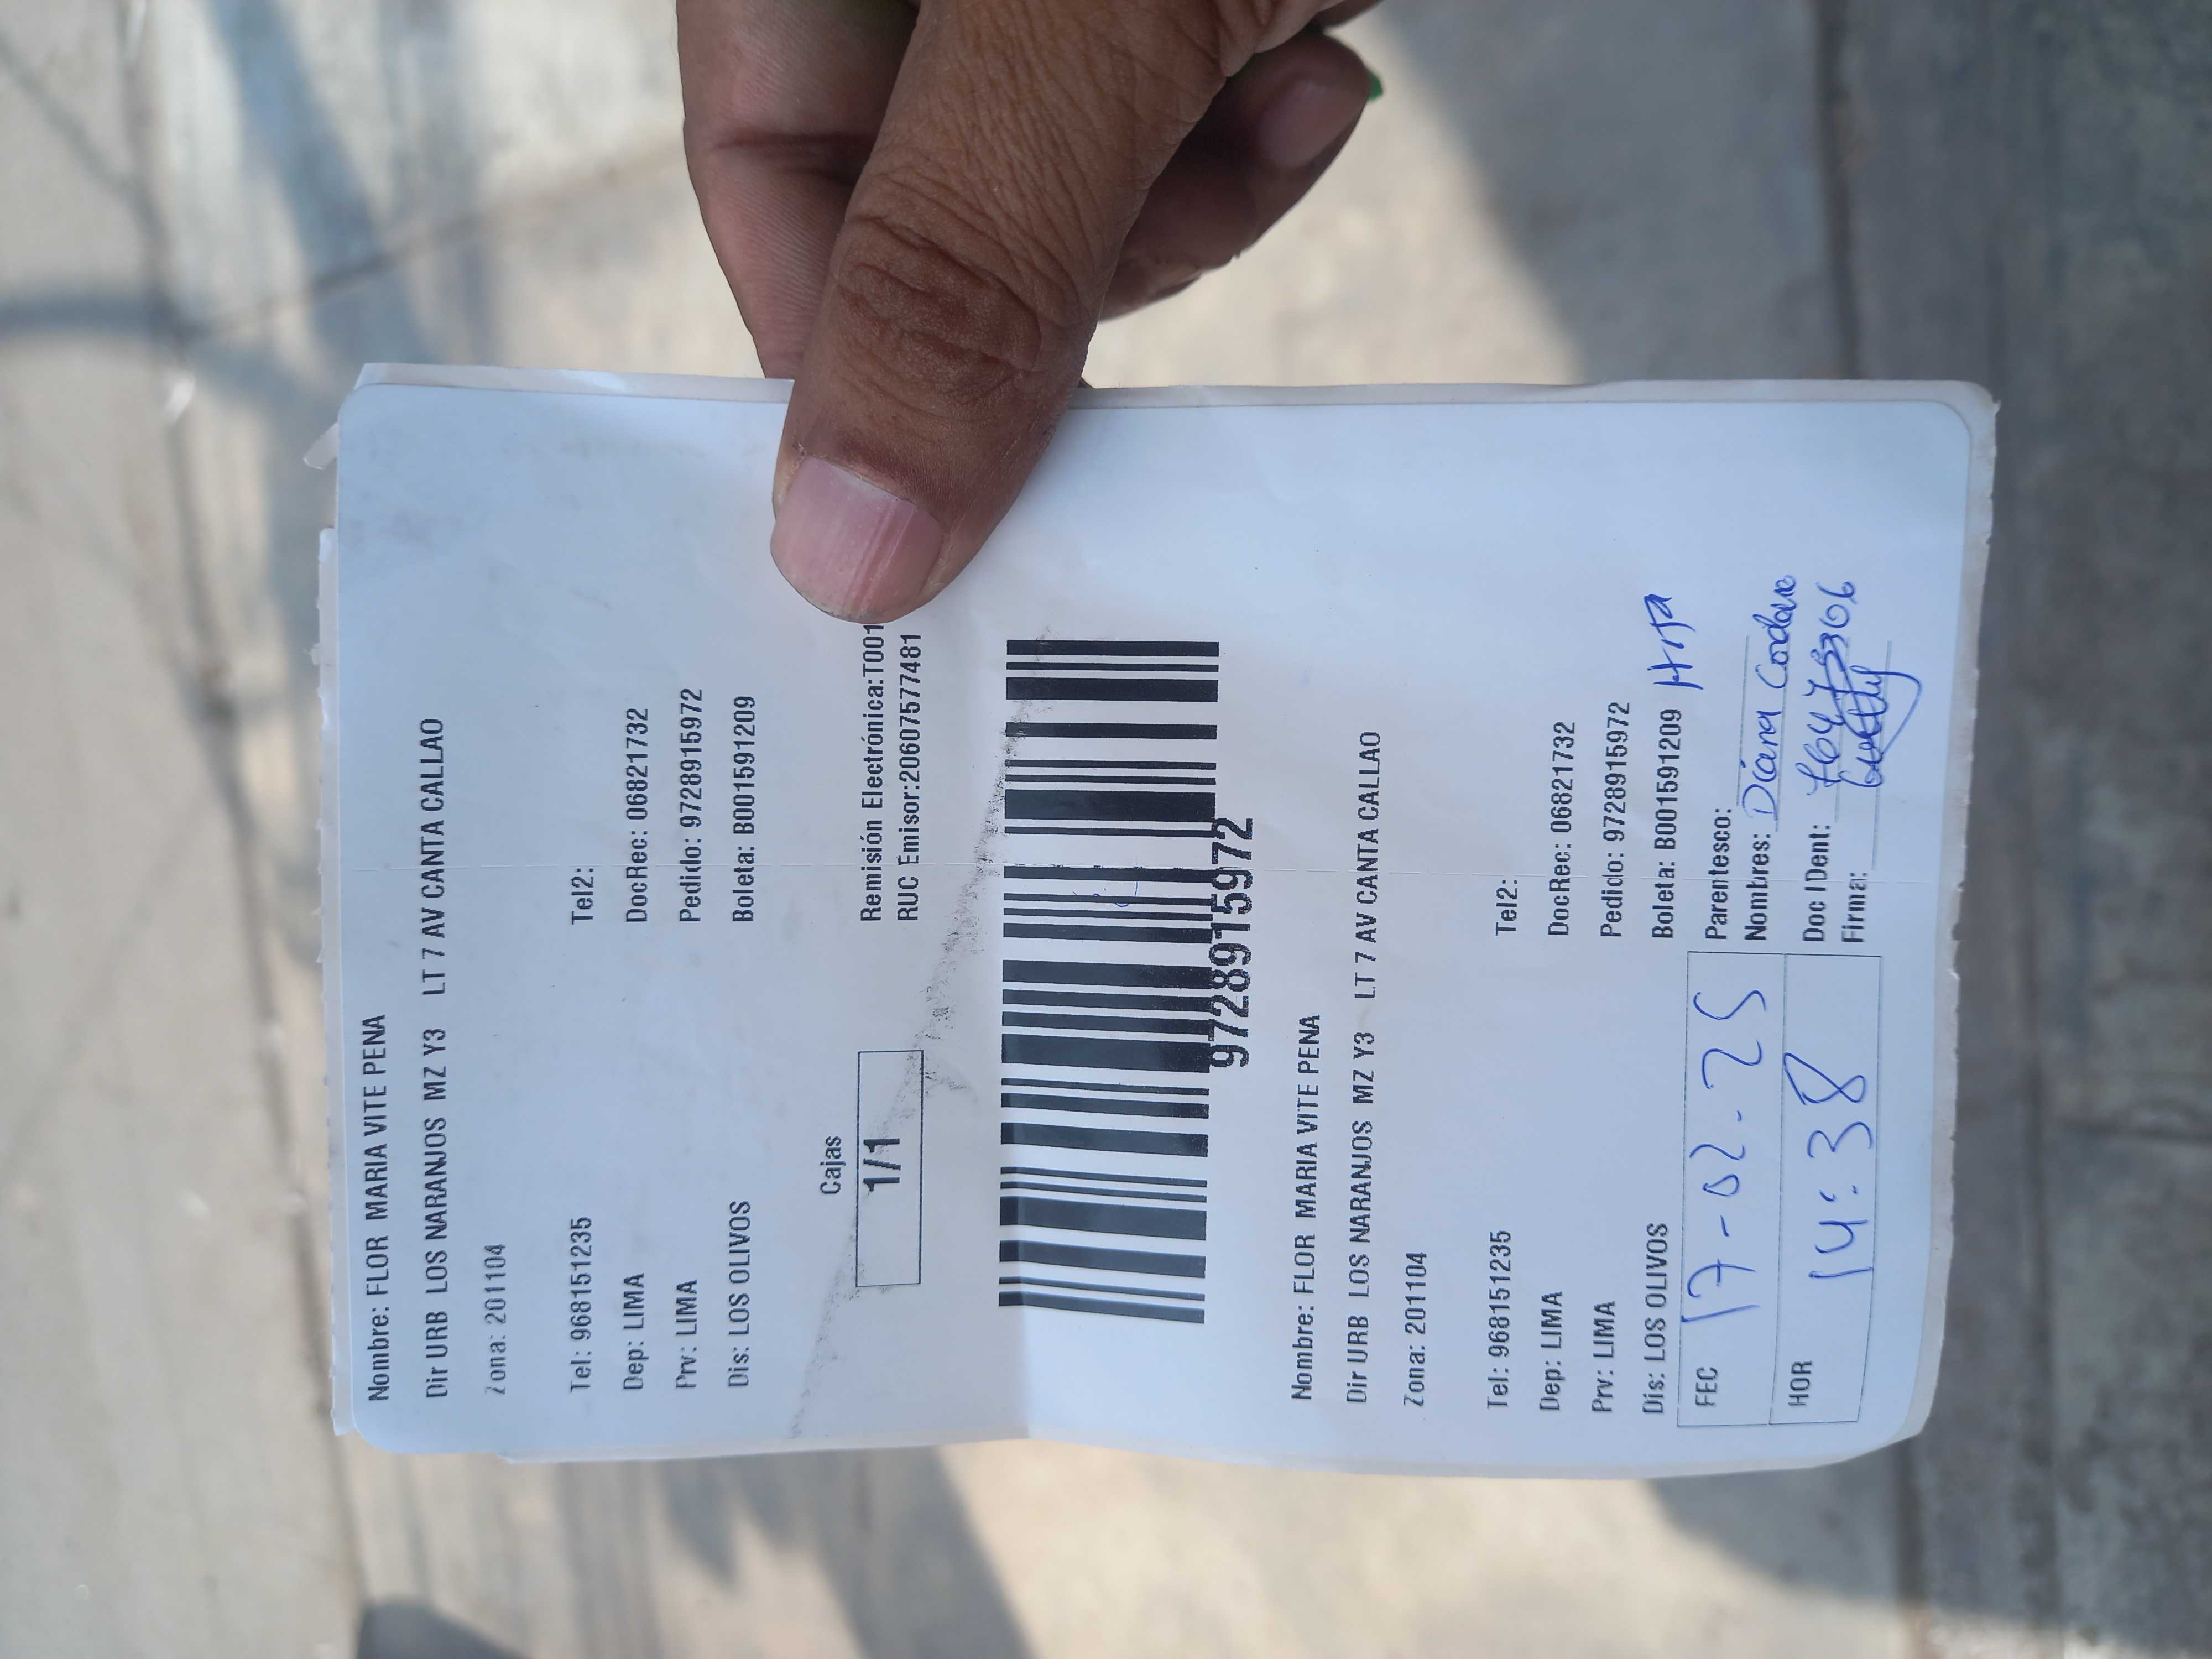 Nombre: FLOR MARIA VITE PENA
Dir URB LOS NARANJOS MZ Y3 LT 7 AV CANTA CALLAO
Zona: 201104
Tel: 968151235 Tel2:
Dep: LIMA DocRec: 06821732
Prv: LIMA Pedido: 9728915972
Dis: LOS OLIVOS Boleta: B001591209
Cajas
1/1
Remisión Electrónica:T001
RUC Emisor:20607577481
9728915972
Nombre: FLOR MARIA VITE PENA
Dir URB LOS NARANJOS MZ Y3 LT 7 AV CANTA CALLAO
Zona: 201104
Tel: 968151235 Tel2:
Dep: LIMA DocRec: 06821732
Prv: LIMA Pedido: 9728915972
Dis: LOS OLIVOS Boleta: B001591209
FEC 17-02-25
HOR 14:38
Parentesco: Hija
Nombres: Diana
Doc IDent:
Firma: